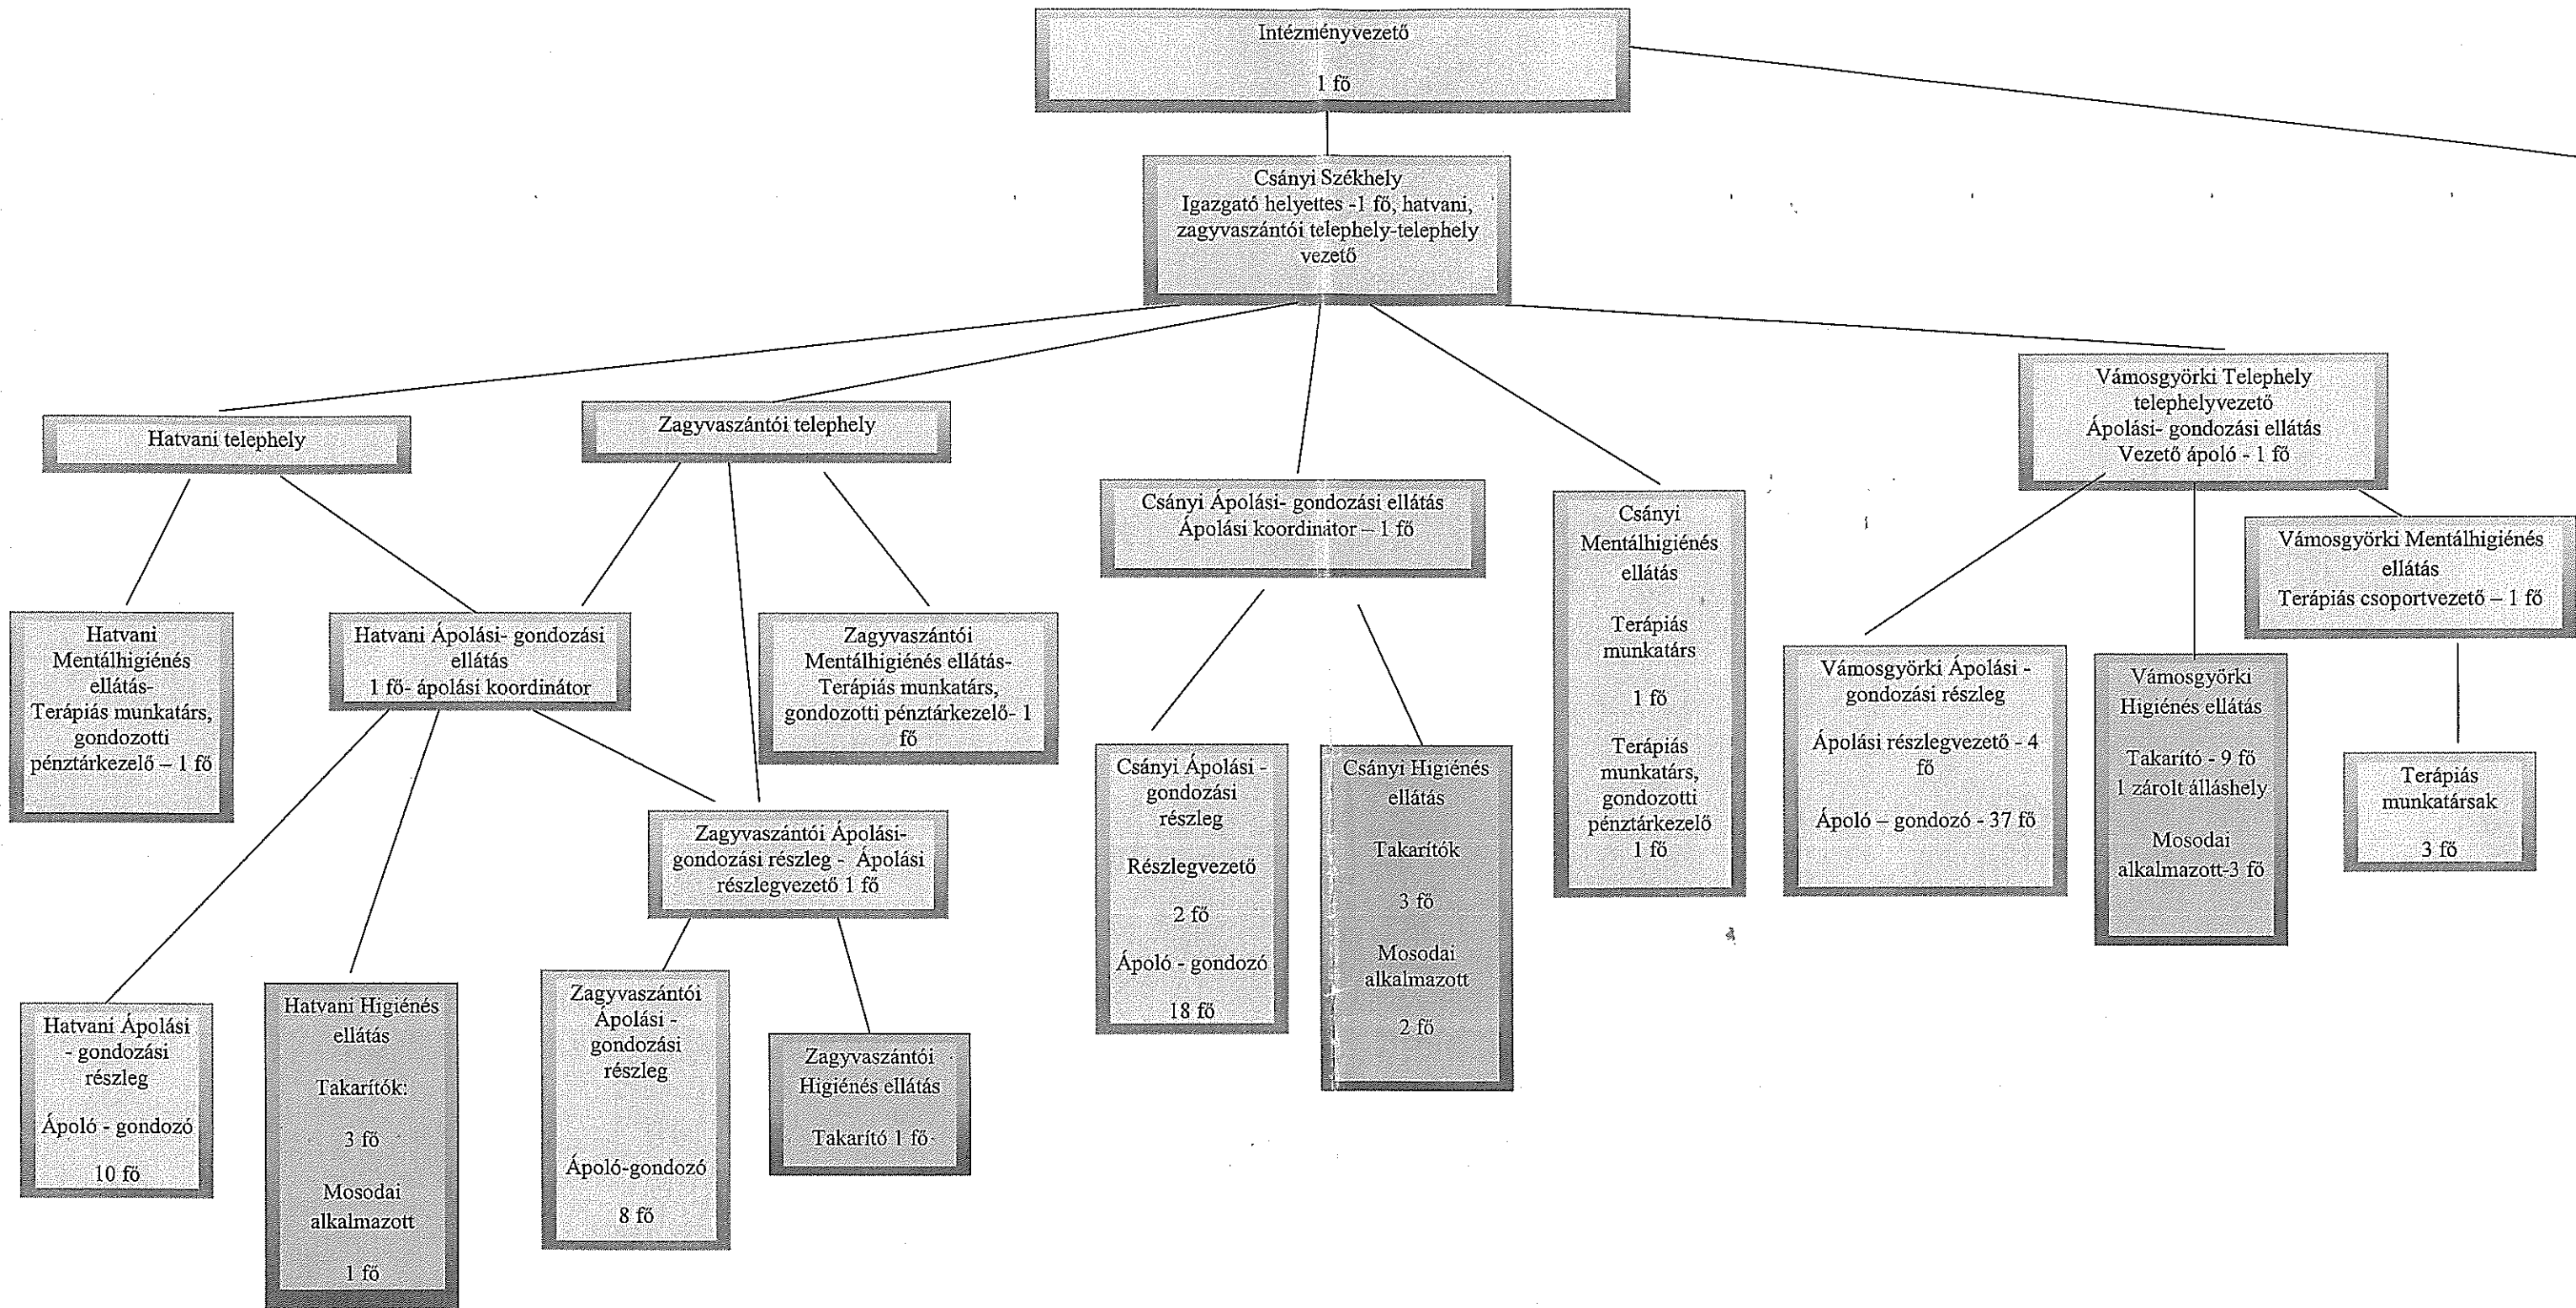 Intézményvezető
1 fő
Csányi Székhely
Igazgató helyettes -1 fő, hatvani,
zagyvaszántói telephely-telephely
vezető
Hatvani telephely
Zagyvaszántói telephely
Vámosgyörki Telephely
telephelyvezető
Ápolási- gondozási ellátás
Vezető ápoló - 1 fő
Csányi Ápolási- gondozási ellátás
Ápolási koordinátor – 1 fő
Csányi
Mentálhigiénés
ellátás
Terápiás
munkatárs
1 fő
Terápiás
munkatárs,
gondozotti
pénztárkezelő
1 fő
Vámosgyörki Mentálhigiénés
ellátás
Terápiás csoportvezető – 1 fő
Hatvani
Mentálhigiénés
ellátás-
Terápiás munkatárs,
gondozotti
pénztárkezelő – 1 fő
Hatvani Ápolási- gondozási
ellátás
1 fő- ápolási koordinátor
Zagyvaszántói
Mentálhigiénés ellátás-
Terápiás munkatárs,
gondozotti pénztárkezelő- 1
fő
Vámosgyörki Ápolási -
gondozási részleg
Ápolási részlegvezető - 4
fő
Ápoló – gondozó - 37 fő
Vámosgyörki
Higiénés ellátás
Takarító - 9 fő
1 zárolt álláshely
Mosodai
alkalmazott-3 fő
Terápiás
munkatársak
3 fő
Csányi Ápolási -
gondozási
részleg
Részlegvezető
2 fő
Ápoló - gondozó
18 fő
Csányi Higiénés
ellátás
Takarítók
3 fő
Mosodai
alkalmazott
2 fő
Zagyvaszántói Ápolási-
gondozási részleg - Ápolási
részlegvezető 1 fő
Hatvani Ápolási
- gondozási
részleg
Ápoló - gondozó
10 fő
Hatvani Higiénés
ellátás
Takarítók:
3 fő
Mosodai
alkalmazott
1 fő
Zagyvaszántói
Ápolási -
gondozási
részleg
Ápoló-gondozó
8 fő
Zagyvaszántói
Higiénés ellátás
Takarító 1 fő